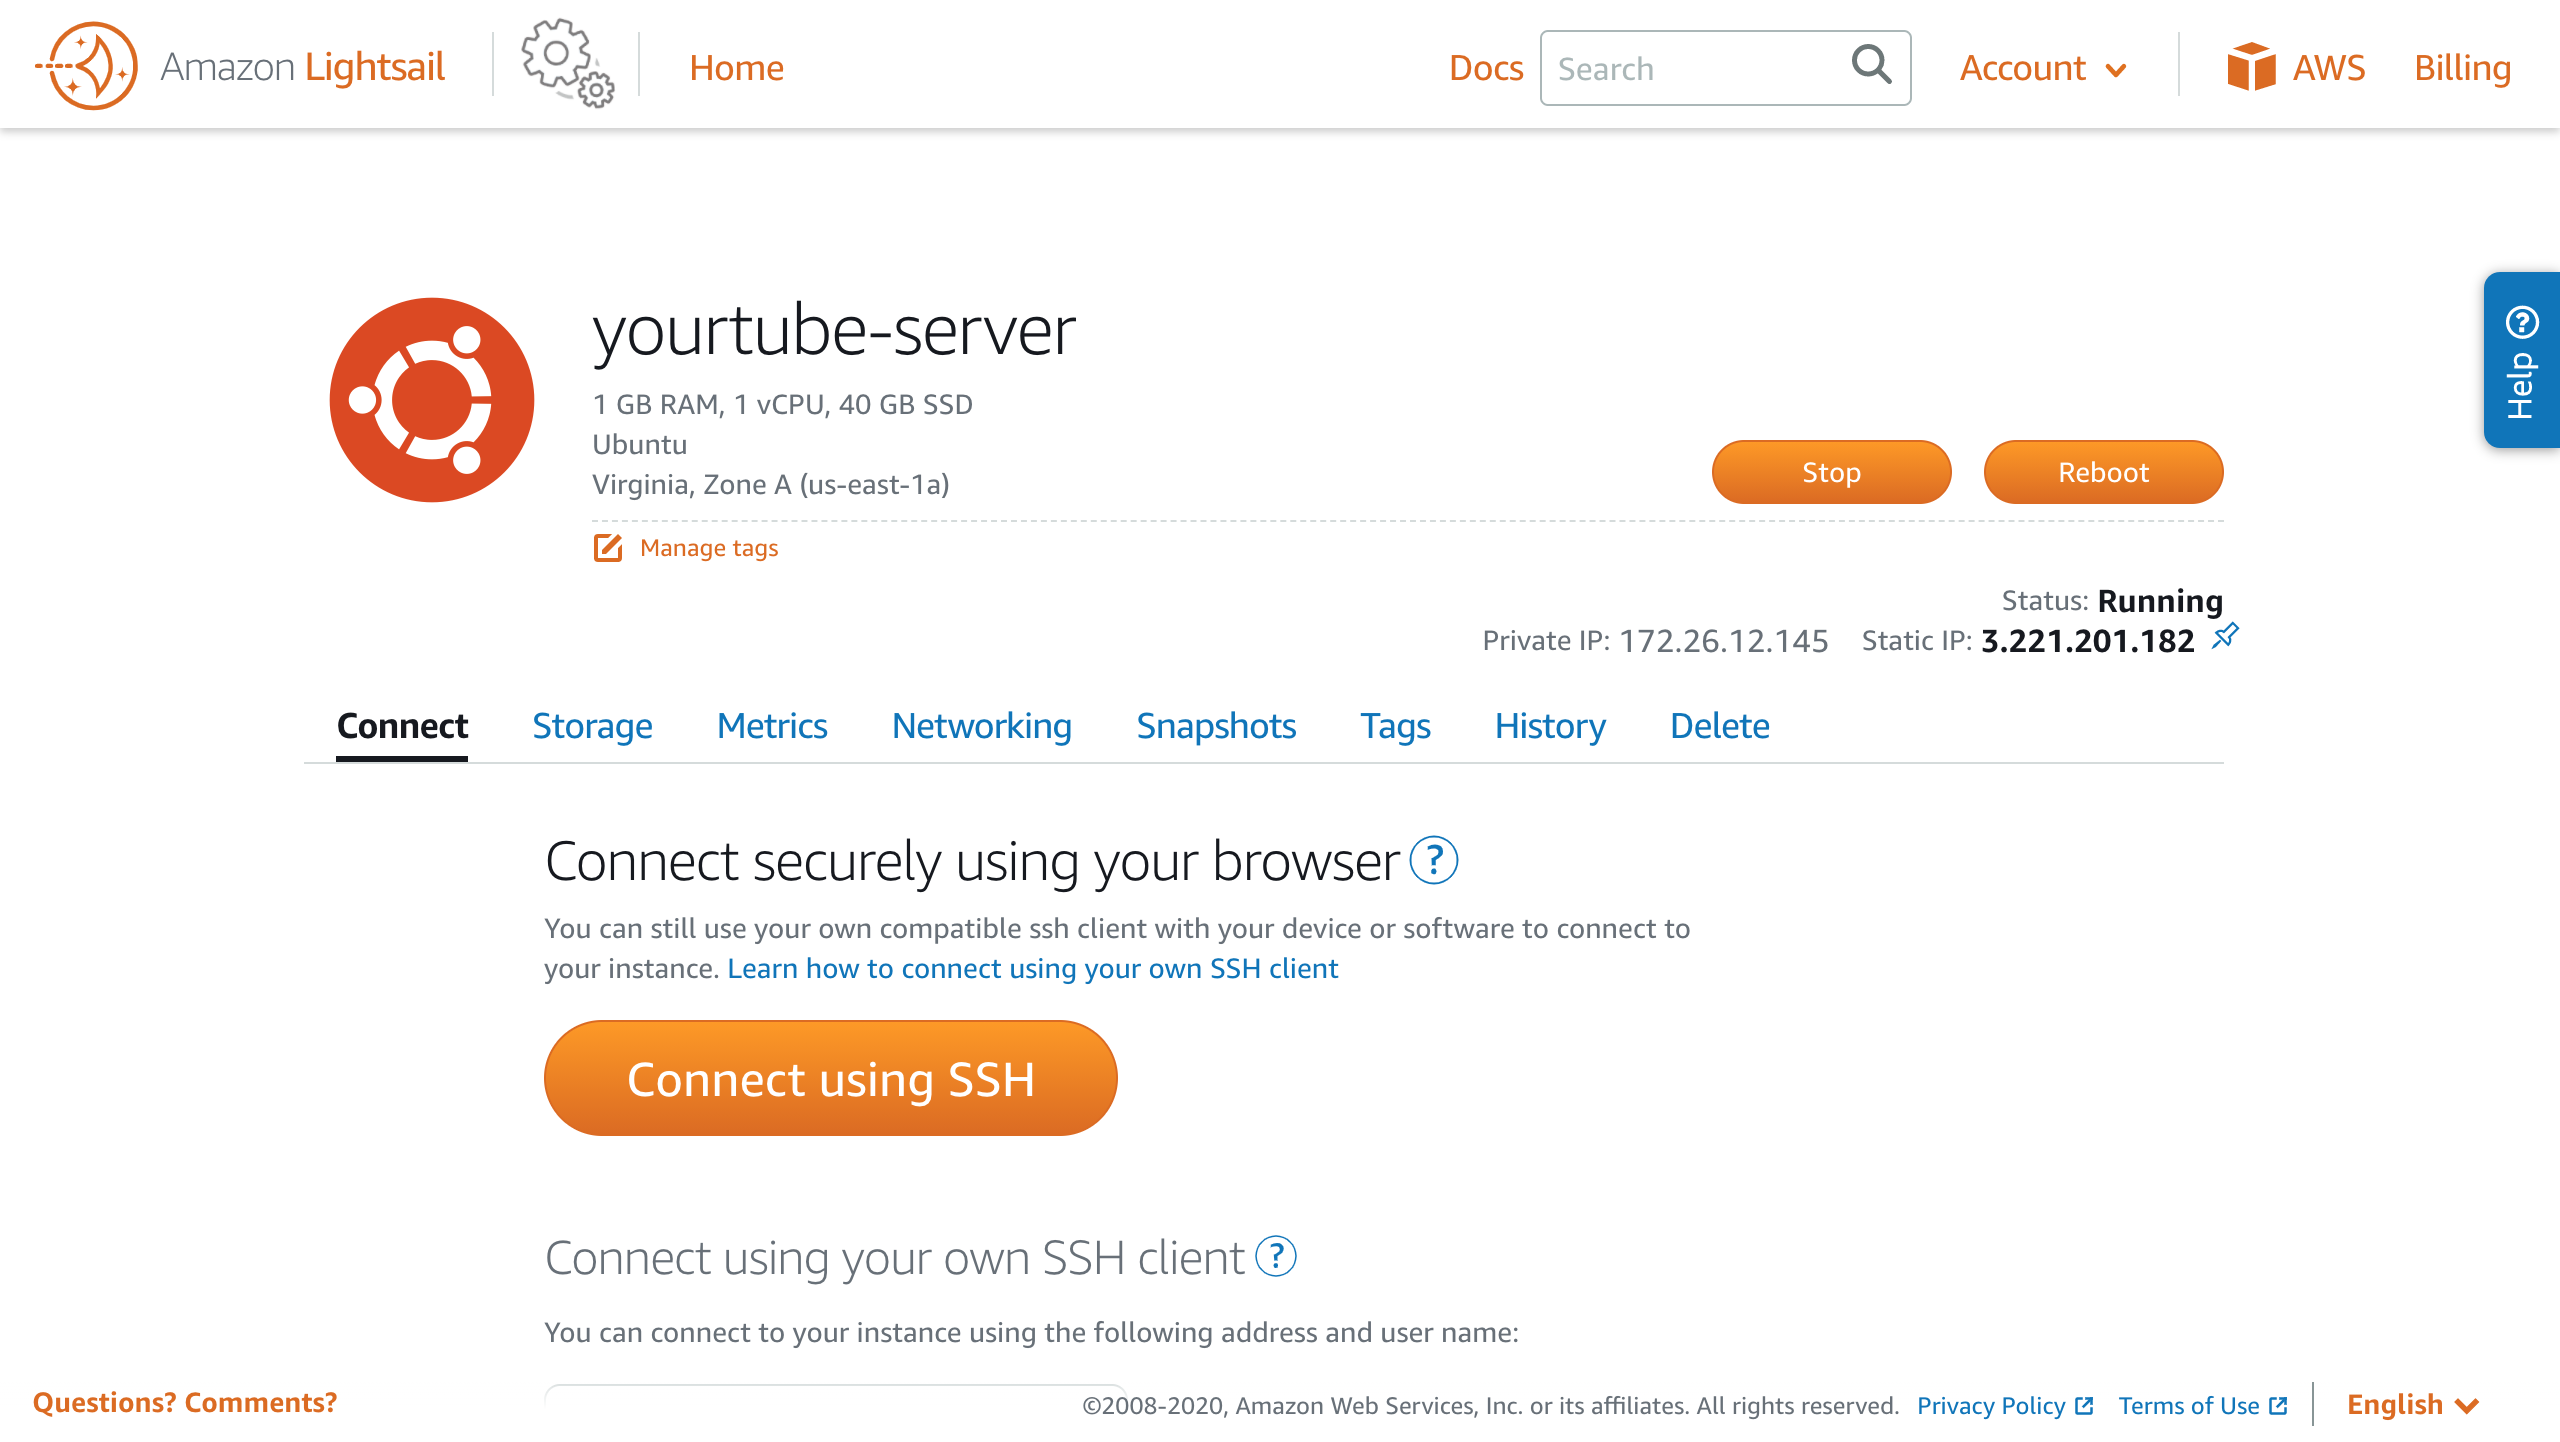 Amazon Lightsail
Home
Docs
Search
Account
AWS
Billing
Help
yourtube-server
1 GB RAM, 1 vCPU, 40 GB SSD
Ubuntu
Virginia, Zone A (us-east-1a)
Stop
Reboot
Manage tags
Status: Running
Private IP: 172.26.12.145 Static IP: 3.221.201.182
Connect Storage Metrics Networking Snapshots Tags History Delete
Connect securely using your browser ?
You can still use your own compatible ssh client with your device or software to connect to
your instance. Learn how to connect using your own SSH client
Connect using SSH
Connect using your own SSH client ?
You can connect to your instance using the following address and user name:
Questions? Comments?
©2008-2020, Amazon Web Services, Inc. or its affiliates. All rights reserved. Privacy Policy Terms of Use
English